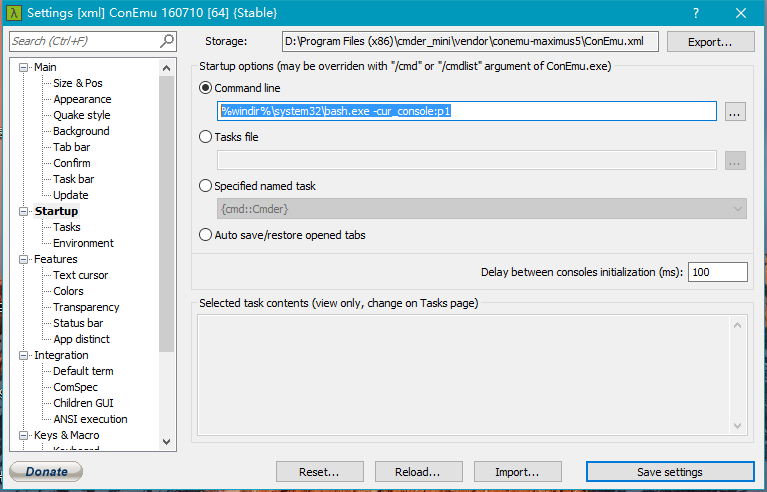 λ Settings [xml] ConEmu 160710 [64] {Stable} ?
Search (Ctrl+F)
Storage: D:\Program Files (x86)\cmder_mini\vendor\conemu-maximus5\ConEmu.xml Export...
Main
Size & Pos
Appearance
Quake style
Background
Tab bar
Confirm
Task bar
Update
Startup
Tasks
Environment
Features
Text cursor
Colors
Transparency
Status bar
App distinct
Integration
Default term
ComSpec
Children GUI
ANSI execution
Keys & Macro
Startup options (may be overriden with "/cmd" or "/cmdlist" argument of ConEmu.exe)
Command line
%windir%\system32\bash.exe -cur_console:p1 ...
Tasks file
...
Specified named task
{cmd::Cmder}
Auto save/restore opened tabs
Delay between consoles initialization (ms): 100
Selected task contents (view only, change on Tasks page)
Donate Reset... Reload... Import... Save settings